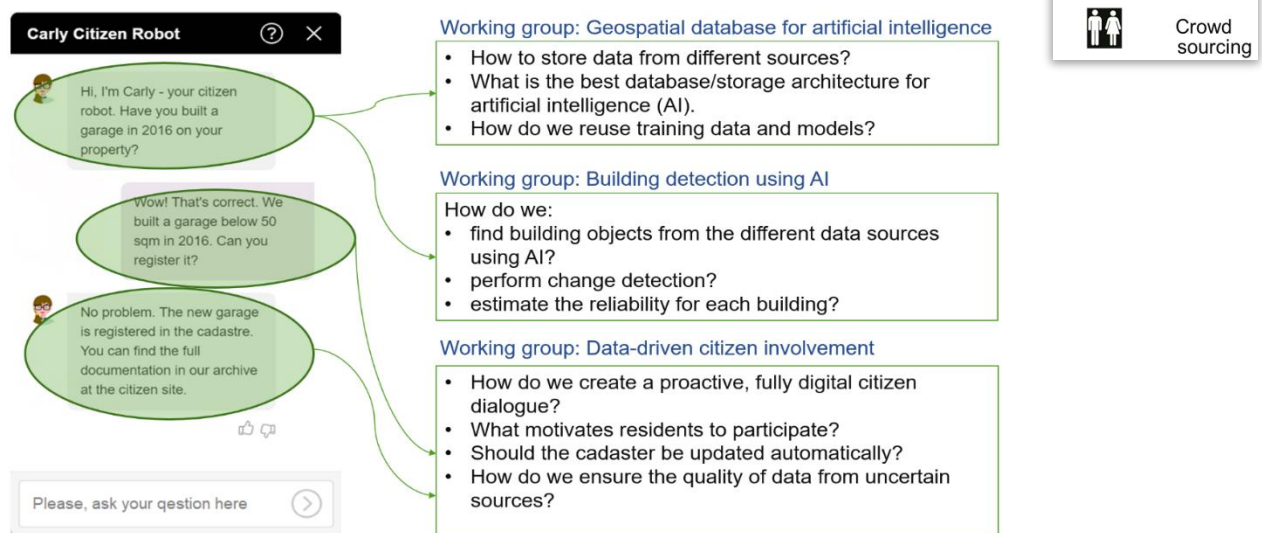 Carly Citizen Robot
Hi, I'm Carly - your citizen
robot. Have you built a
garage in 2016 on your
property?
Wow! That's correct. We
built a garage below 50
sqm in 2016. Can you
register it?
No problem. The new garage
is registered in the cadastre.
You can find the full
documentation in our archive
at the citizen site.
Please, ask your qestion here
Working group: Geospatial database for artificial intelligence
• How to store data from different sources?
• What is the best database/storage architecture for
artificial intelligence (AI).
• How do we reuse training data and models?
Working group: Building detection using AI
How do we:
• find building objects from the different data sources
using AI?
• perform change detection?
• estimate the reliability for each building?
Working group: Data-driven citizen involvement
• How do we create a proactive, fully digital citizen
dialogue?
• What motivates residents to participate?
• Should the cadaster be updated automatically?
• How do we ensure the quality of data from uncertain
sources?
Crowd
sourcing